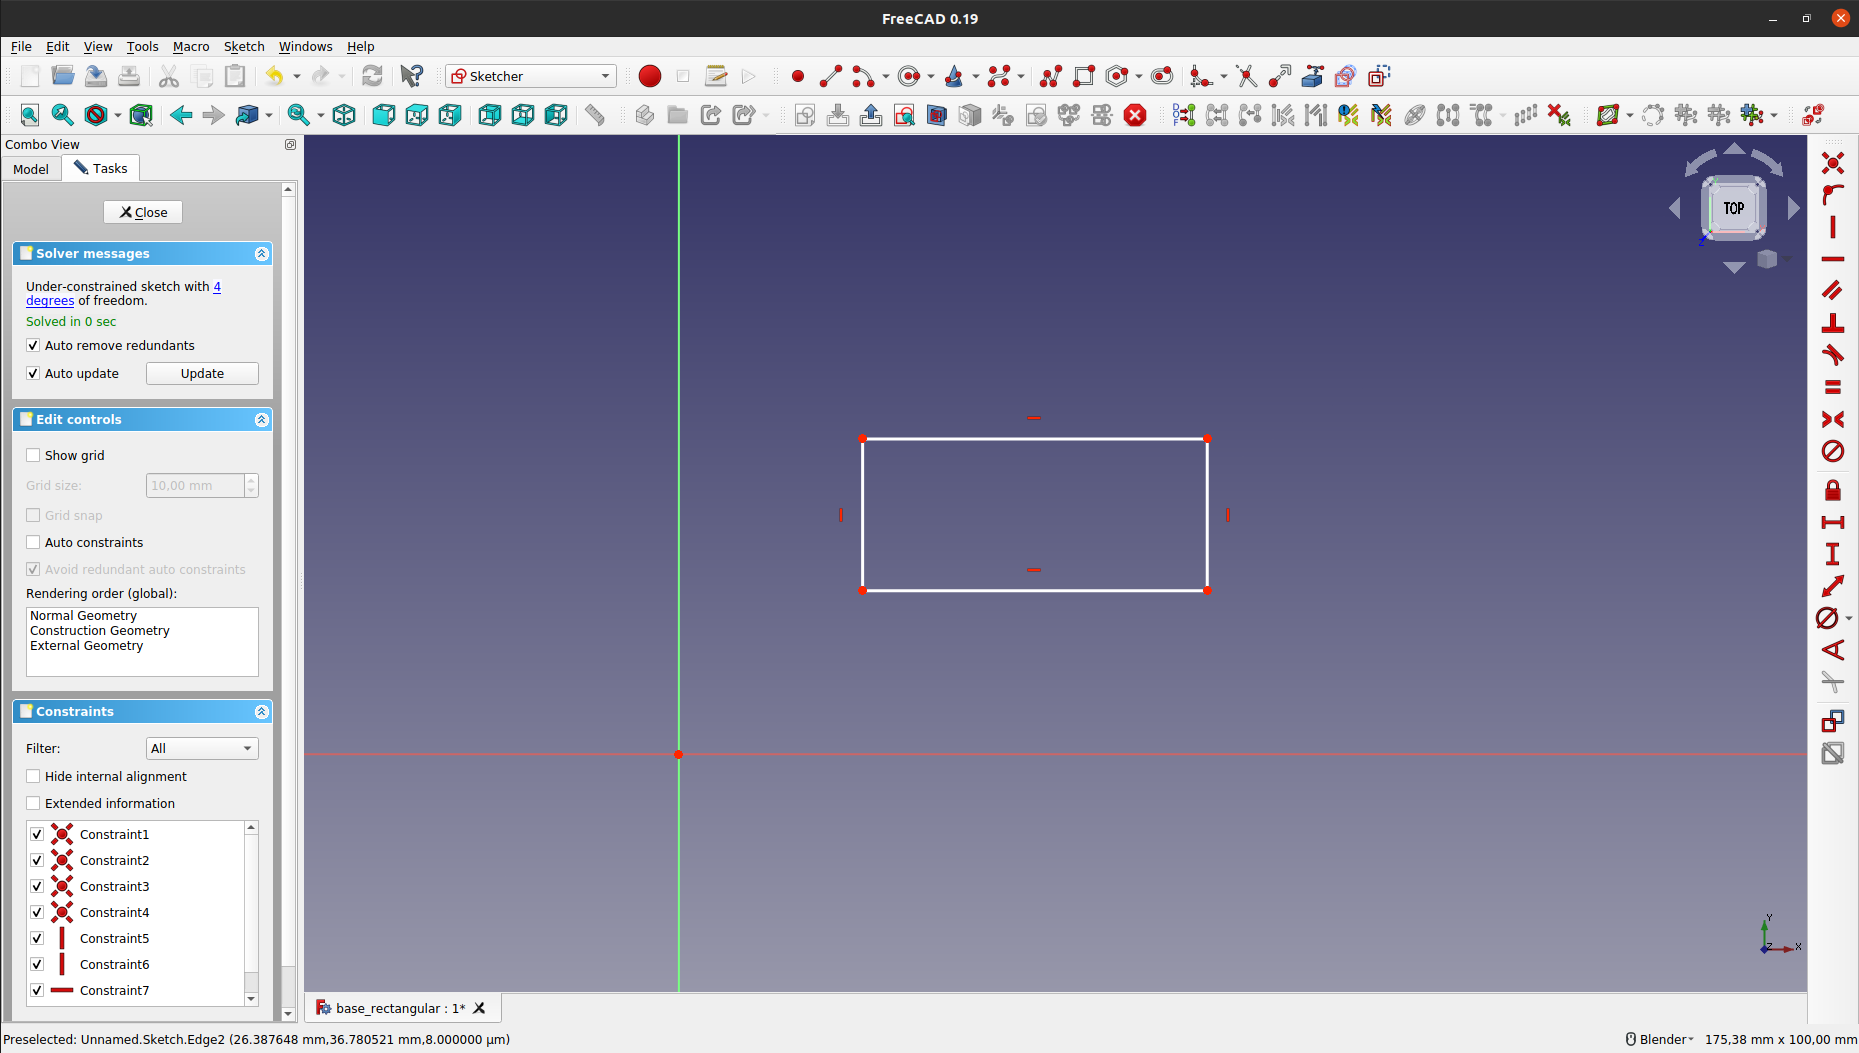 FreeCAD 0.19
File Edit View Tools Macro Sketch Windows Help
Sketcher
Combo View
Model Tasks
Close
Solver messages
Under-constrained sketch with 4
degrees of freedom.
Solved in 0 sec
Auto remove redundants
Auto update Update
Edit controls
Show grid
Grid size: 10,00 mm
Grid snap
Auto constraints
Avoid redundant auto constraints
Rendering order (global):
Normal Geometry
Construction Geometry
External Geometry
Constraints
Filter: All
Hide internal alignment
Extended information
Constraint1
Constraint2
Constraint3
Constraint4
Constraint5
Constraint6
Constraint7
TOP
Z
Y
Z
X
base_rectangular : 1*
Preselected: Unnamed.Sketch.Edge2 (26.387648 mm,36.780521 mm,8.000000 µm)
Blender 175,38 mm x 100,00 mm